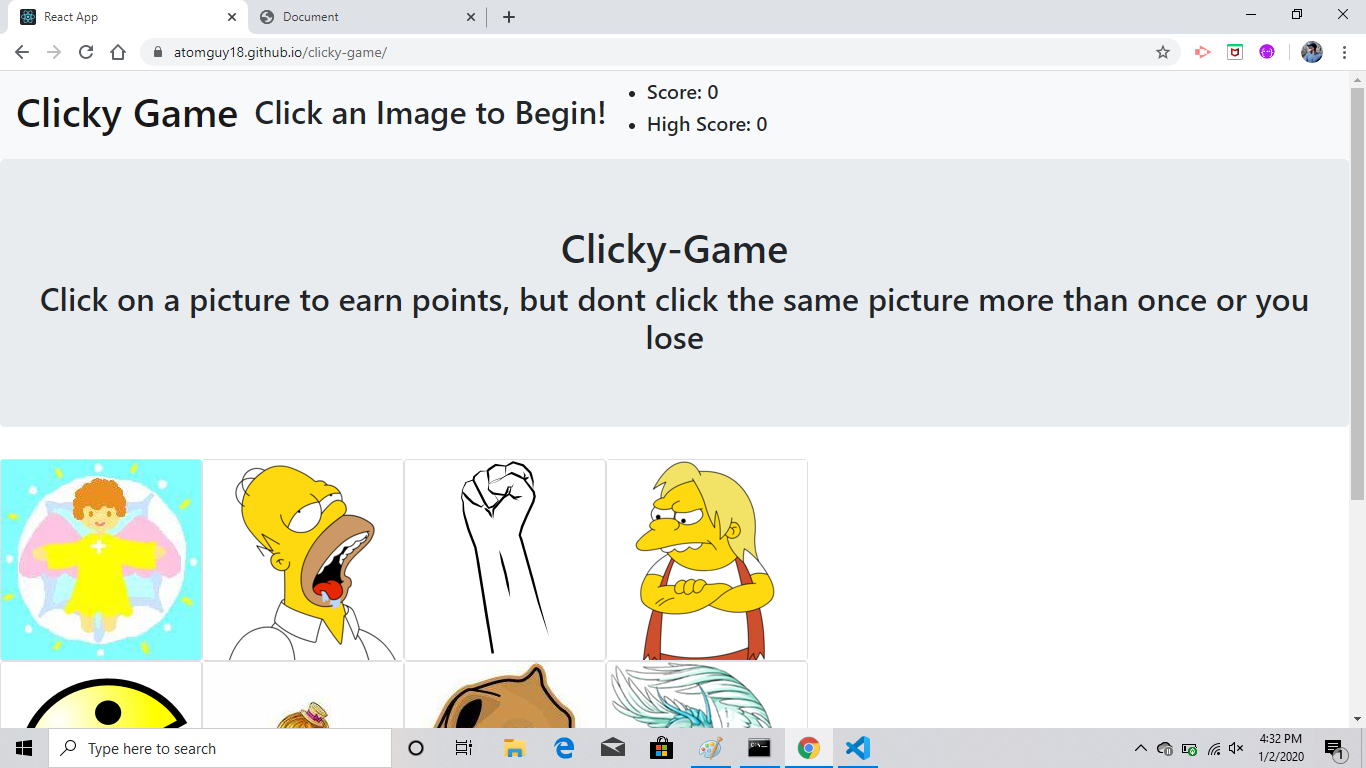 React App
Document
atomguy18.github.io/clicky-game/
Clicky Game
Click an Image to Begin!
Score: 0
High Score: 0
Clicky-Game
Click on a picture to earn points, but dont click the same picture more than once or you
lose
Type here to search
4:32 PM
1/2/2020
1